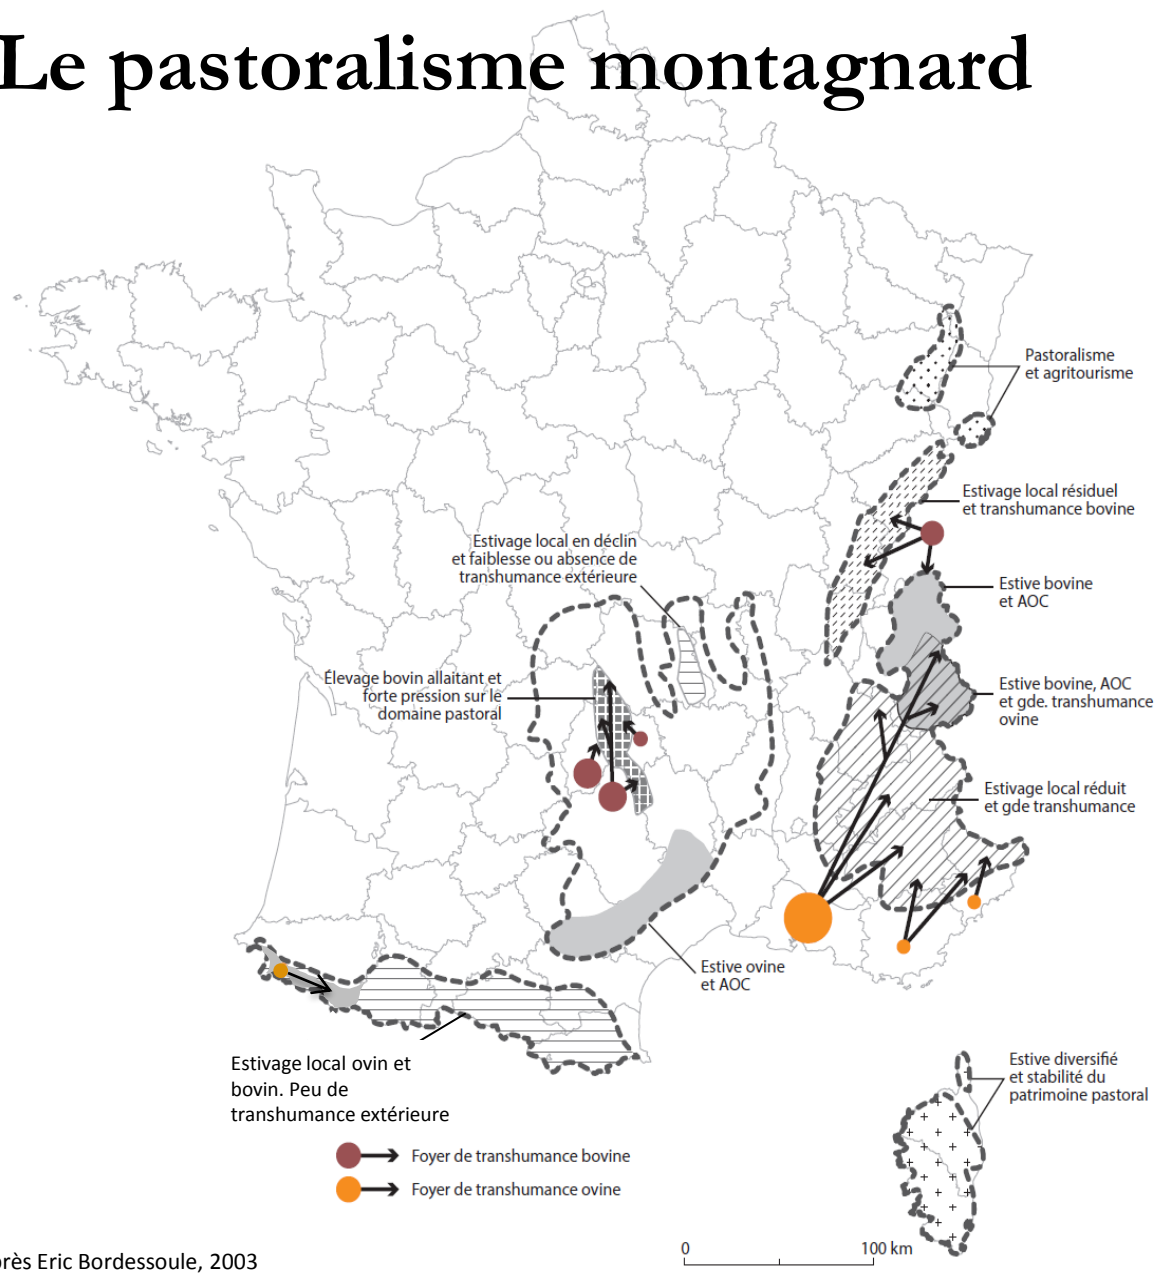 Le pastoralisme montagnard
Pastoralisme
et agritourisme
Estivage local résiduel
et transhumance bovine
Estivage local en déclin
et faiblesse ou absence de
transhumance extérieure
Estive bovine
et AOC
Élevage bovin allaitant et
forte pression sur le
domaine pastoral
Estive bovine, AOC
et gde. transhumance
ovine
Estivage local réduit
et gde transhumance
Estive ovine
et AOC
Estivage local ovin et
bovin. Peu de
transhumance extérieure
Estive diversifié
et stabilité du
patrimoine pastoral
Foyer de transhumance bovine
Foyer de transhumance ovine
0 100 km
près Eric Bordessoule, 2003